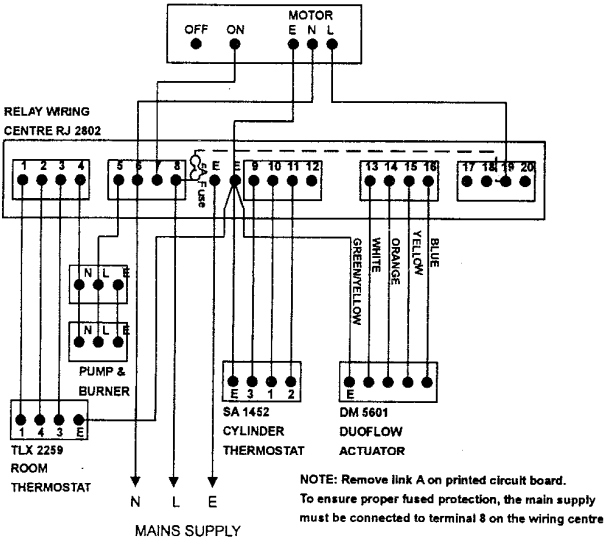 MOTOR
OFF ON E N L
RELAY WIRING
CENTRE RJ 2802
1 2 3 4 5 6 7 8 5A Fuse E E 9 10 11 12 13 14 15 16 17 18 19 20
GREEN/YELLOW
WHITE
ORANGE
YELLOW
BLUE
N L E
N L E
PUMP &
BURNER
E 3 1 2
E
SA 1452
CYLINDER
THERMOSTAT
DM 5601
DUOFLOW
ACTUATOR
1 4 3 E
TLX 2259
ROOM
THERMOSTAT
N L E
MAINS SUPPLY
NOTE: Remove link A on printed circuit board.
To ensure proper fused protection, the main supply
must be connected to terminal 8 on the wiring centre